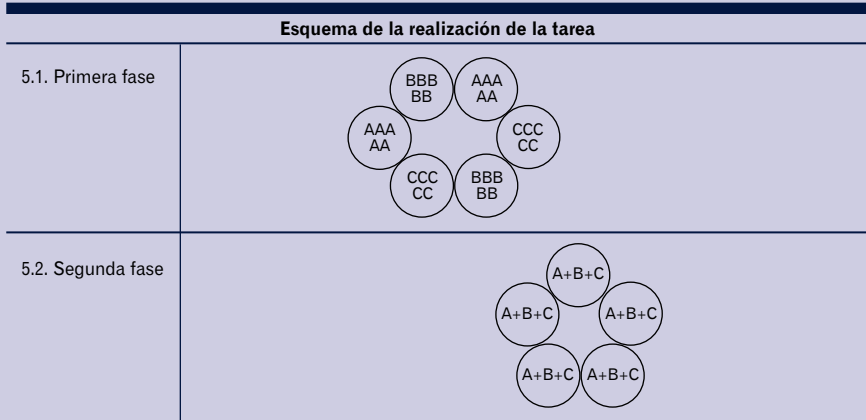 Esquema de la realización de la tarea
5.1. Primera fase
BBB
BB
AAA
AA
AAA
AA
CCC
CC
CCC
CC
BBB
BB
5.2. Segunda fase
A+B+C
A+B+C
A+B+C
A+B+C
A+B+C